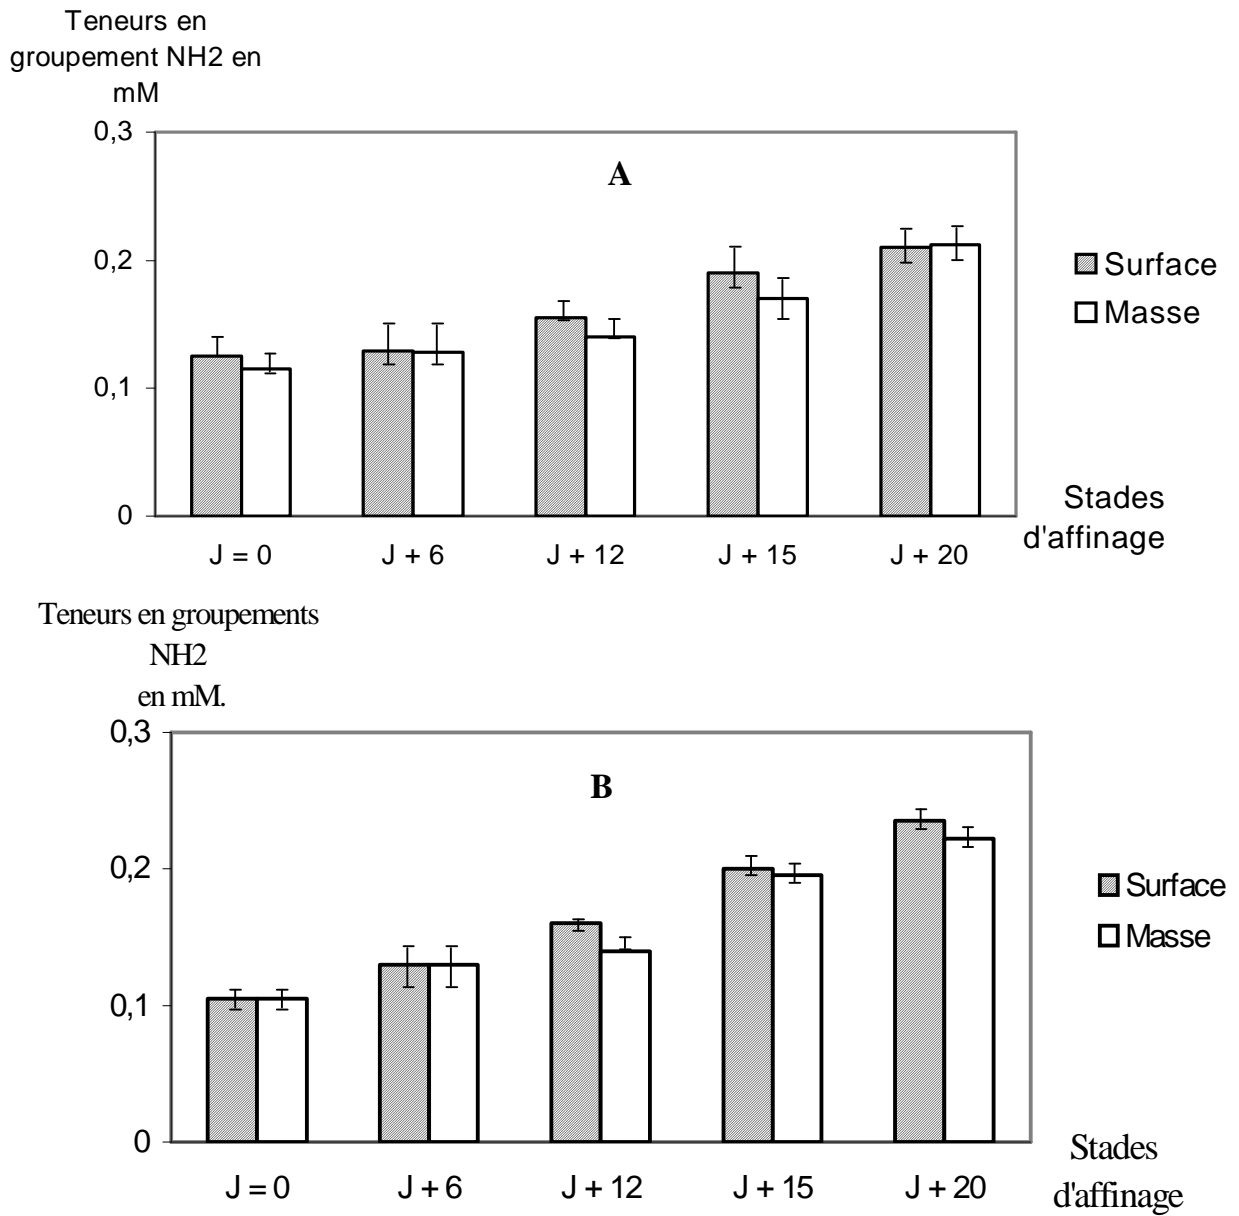 Teneurs en
groupement NH2 en
mM
0,3
A
0,2
Surface
Masse
0,1
Stades
d'affinage
0
J = 0
J + 6
J + 12
J + 15
J + 20
Teneurs en groupements
NH2
en mM.
0,3
B
0,2
Surface
Masse
0,1
0
Stades
d'affinage
J = 0
J + 6
J + 12
J + 15
J + 20